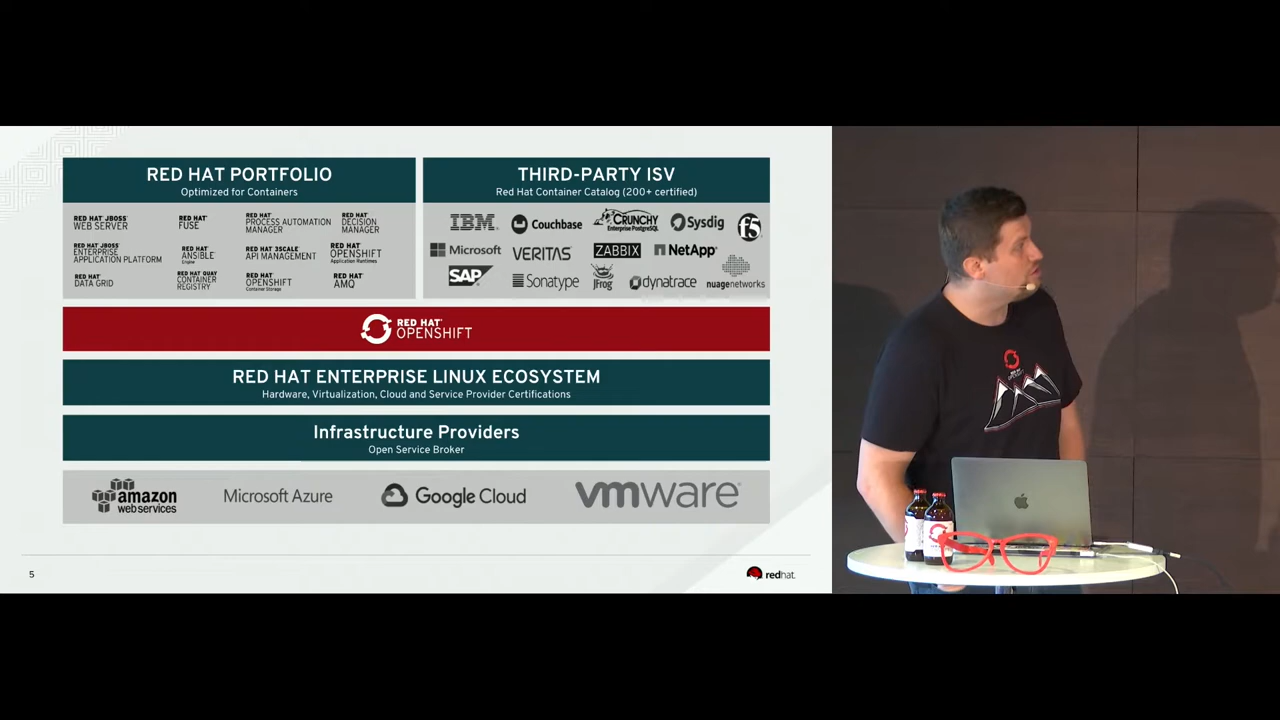 RED HAT PORTFOLIO
Optimized for Containers
RED HAT JBOSS
WEB SERVER
RED HAT
FUSE
RED HAT
PROCESS AUTOMATION
MANAGER
RED HAT
DECISION
MANAGER
RED HAT JBOSS
ENTERPRISE
APPLICATION PLATFORM
RED HAT
ANSIBLE
Engine
RED HAT 3SCALE
API MANAGEMENT
RED HAT
OPENSHIFT
Application Runtimes
RED HAT
DATA GRID
RED HAT QUAY
CONTAINER
REGISTRY
RED HAT
OPENSHIFT
Container Storage
RED HAT
AMQ
THIRD-PARTY ISV
Red Hat Container Catalog (200+ certified)
IBM
Couchbase
CRUNCHY
Enterprise PostgreSQL
Sysdig
f5
Microsoft
VERITAS
ZABBIX
NetApp
SAP
Sonatype
JFrog
dynatrace
nuagenetworks
RED HAT
OPENSHIFT
RED HAT ENTERPRISE LINUX ECOSYSTEM
Hardware, Virtualization, Cloud and Service Provider Certifications
Infrastructure Providers
Open Service Broker
amazon
web services
Microsoft Azure
Google Cloud
vmware
5
redhat.